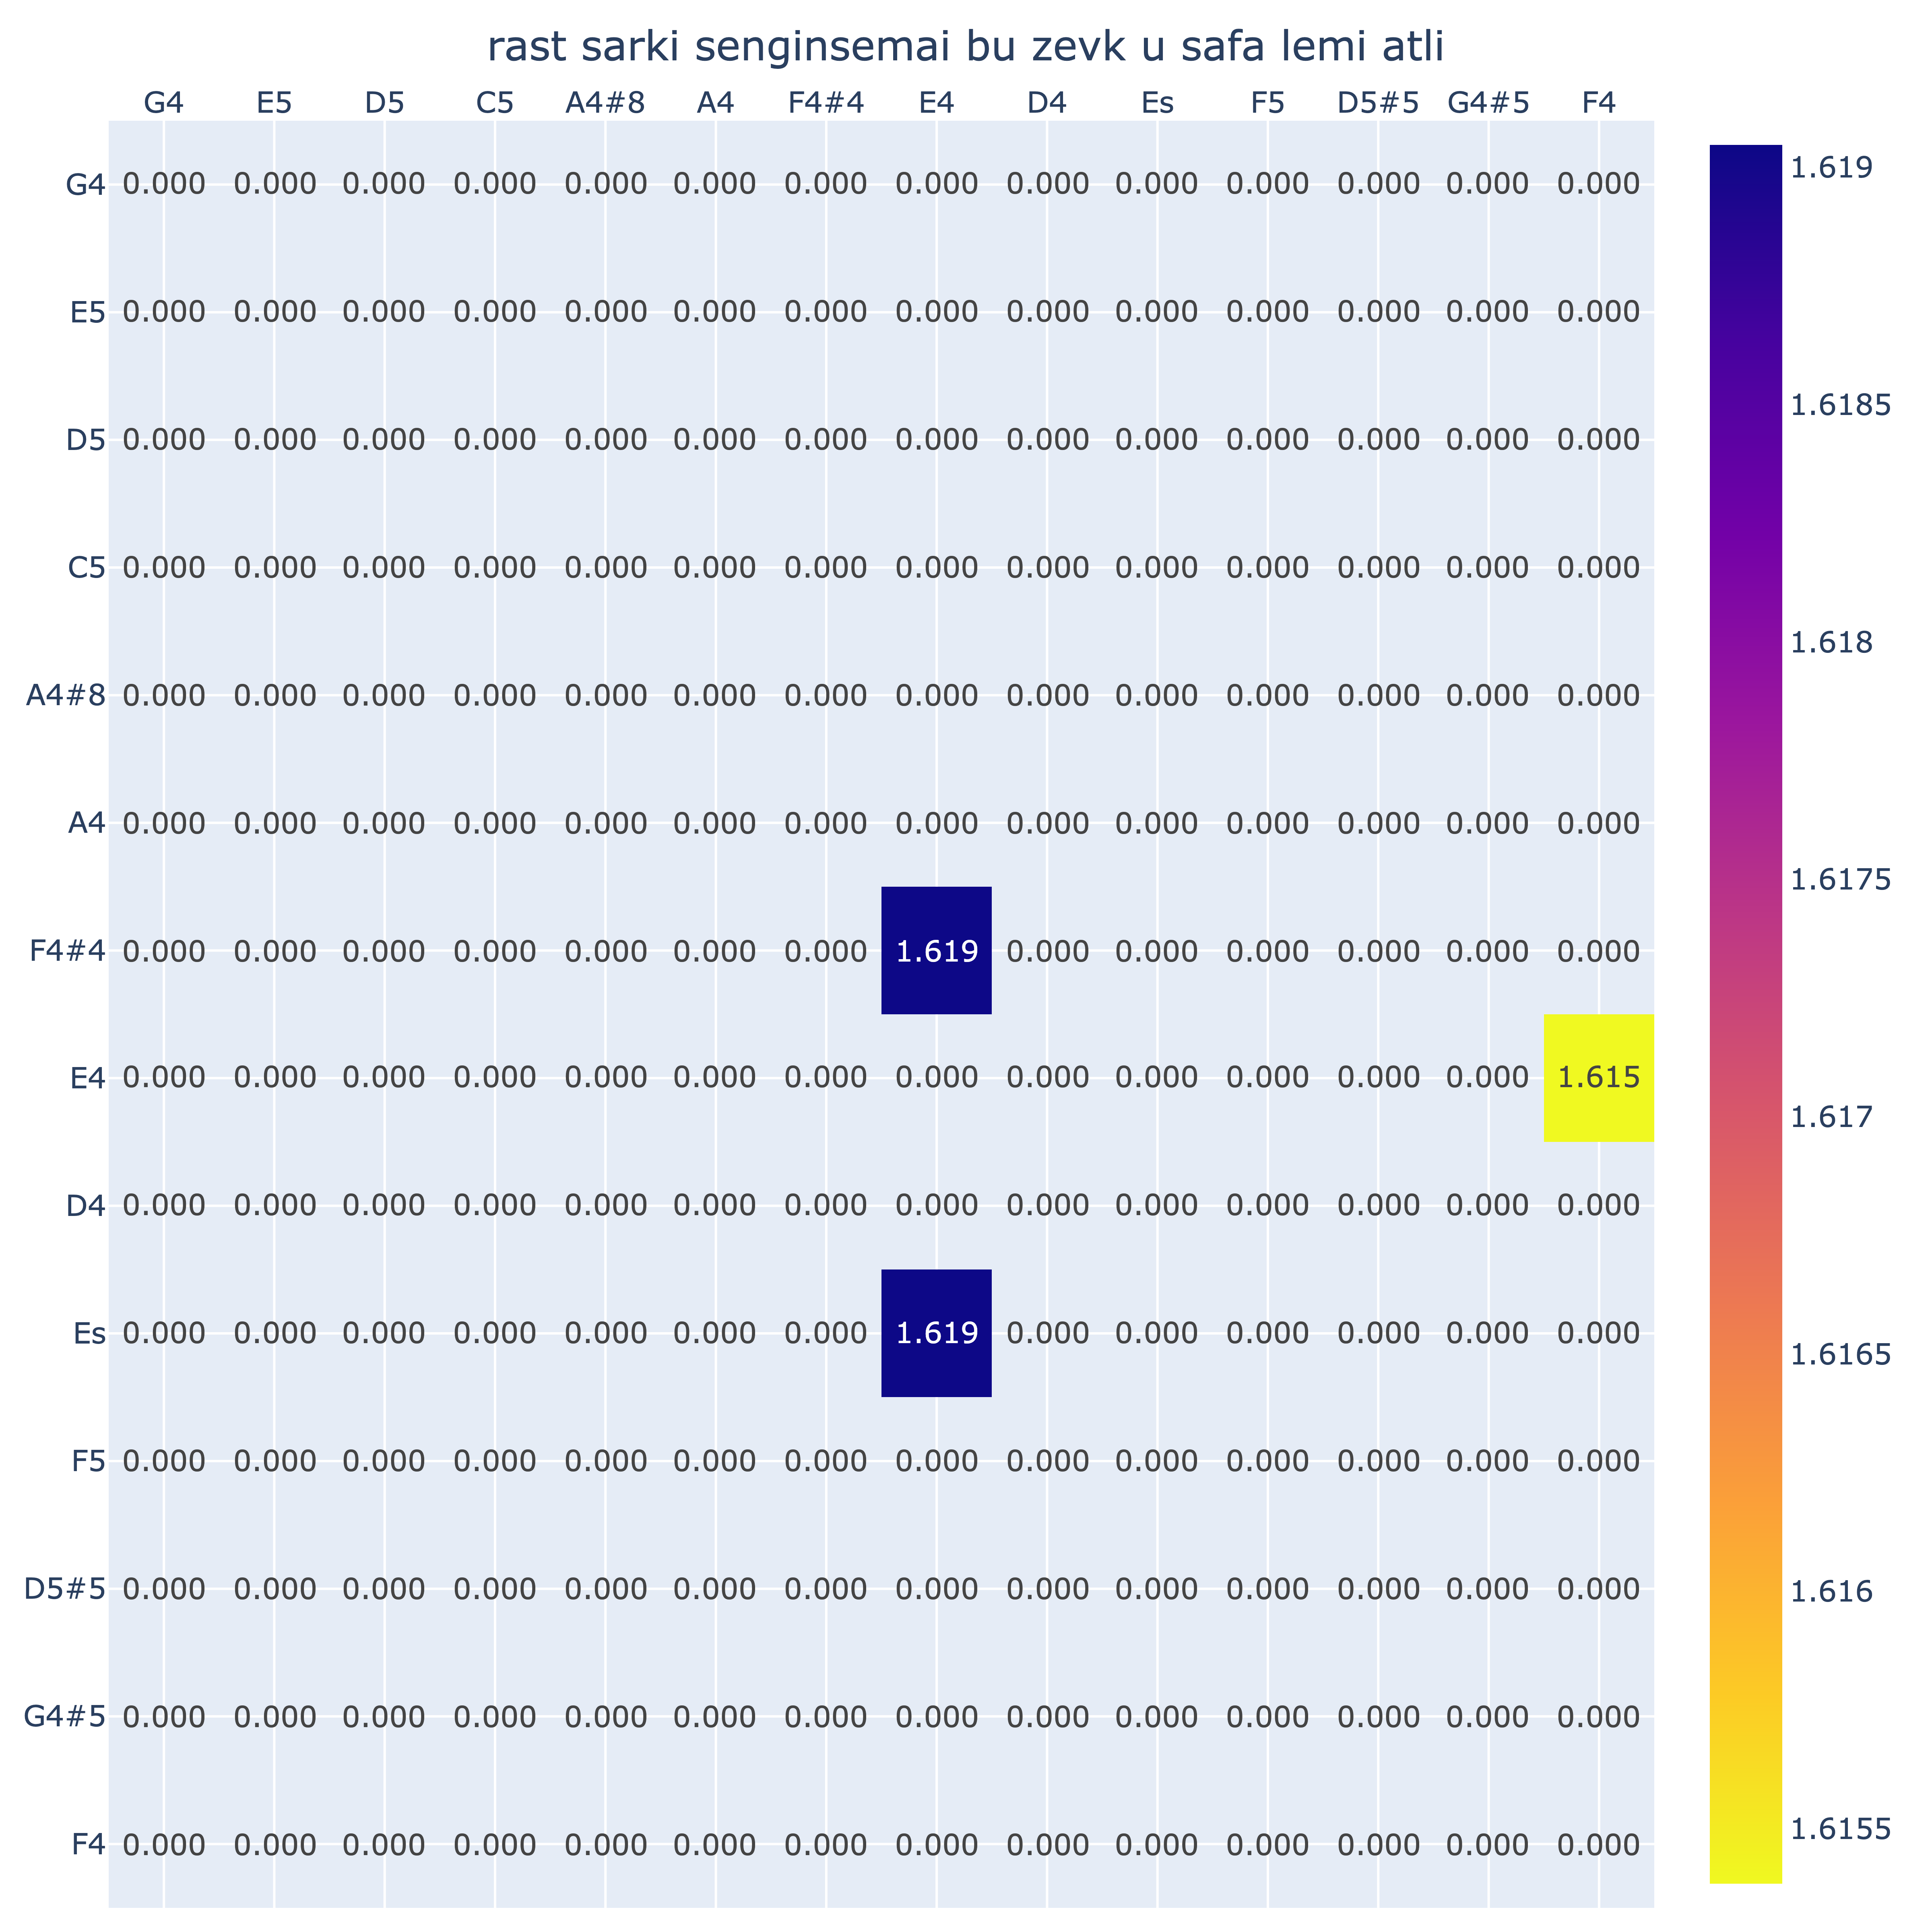 rast sarki senginsemai bu zevk u safa lemi atli
G4 E5 D5 C5 A4#8 A4 F4#4 E4 D4 Es F5 D5#5 G4#5 F4
G4 0.000 0.000 0.000 0.000 0.000 0.000 0.000 0.000 0.000 0.000 0.000 0.000 0.000 0.000
E5 0.000 0.000 0.000 0.000 0.000 0.000 0.000 0.000 0.000 0.000 0.000 0.000 0.000 0.000
D5 0.000 0.000 0.000 0.000 0.000 0.000 0.000 0.000 0.000 0.000 0.000 0.000 0.000 0.000
C5 0.000 0.000 0.000 0.000 0.000 0.000 0.000 0.000 0.000 0.000 0.000 0.000 0.000 0.000
A4#8 0.000 0.000 0.000 0.000 0.000 0.000 0.000 0.000 0.000 0.000 0.000 0.000 0.000 0.000
A4 0.000 0.000 0.000 0.000 0.000 0.000 0.000 0.000 0.000 0.000 0.000 0.000 0.000 0.000
F4#4 0.000 0.000 0.000 0.000 0.000 0.000 0.000 1.619 0.000 0.000 0.000 0.000 0.000 0.000
E4 0.000 0.000 0.000 0.000 0.000 0.000 0.000 0.000 0.000 0.000 0.000 0.000 0.000 1.615
D4 0.000 0.000 0.000 0.000 0.000 0.000 0.000 0.000 0.000 0.000 0.000 0.000 0.000 0.000
Es 0.000 0.000 0.000 0.000 0.000 0.000 0.000 1.619 0.000 0.000 0.000 0.000 0.000 0.000
F5 0.000 0.000 0.000 0.000 0.000 0.000 0.000 0.000 0.000 0.000 0.000 0.000 0.000 0.000
D5#5 0.000 0.000 0.000 0.000 0.000 0.000 0.000 0.000 0.000 0.000 0.000 0.000 0.000 0.000
G4#5 0.000 0.000 0.000 0.000 0.000 0.000 0.000 0.000 0.000 0.000 0.000 0.000 0.000 0.000
F4 0.000 0.000 0.000 0.000 0.000 0.000 0.000 0.000 0.000 0.000 0.000 0.000 0.000 0.000
1.619
1.6185
1.618
1.6175
1.617
1.6165
1.616
1.6155